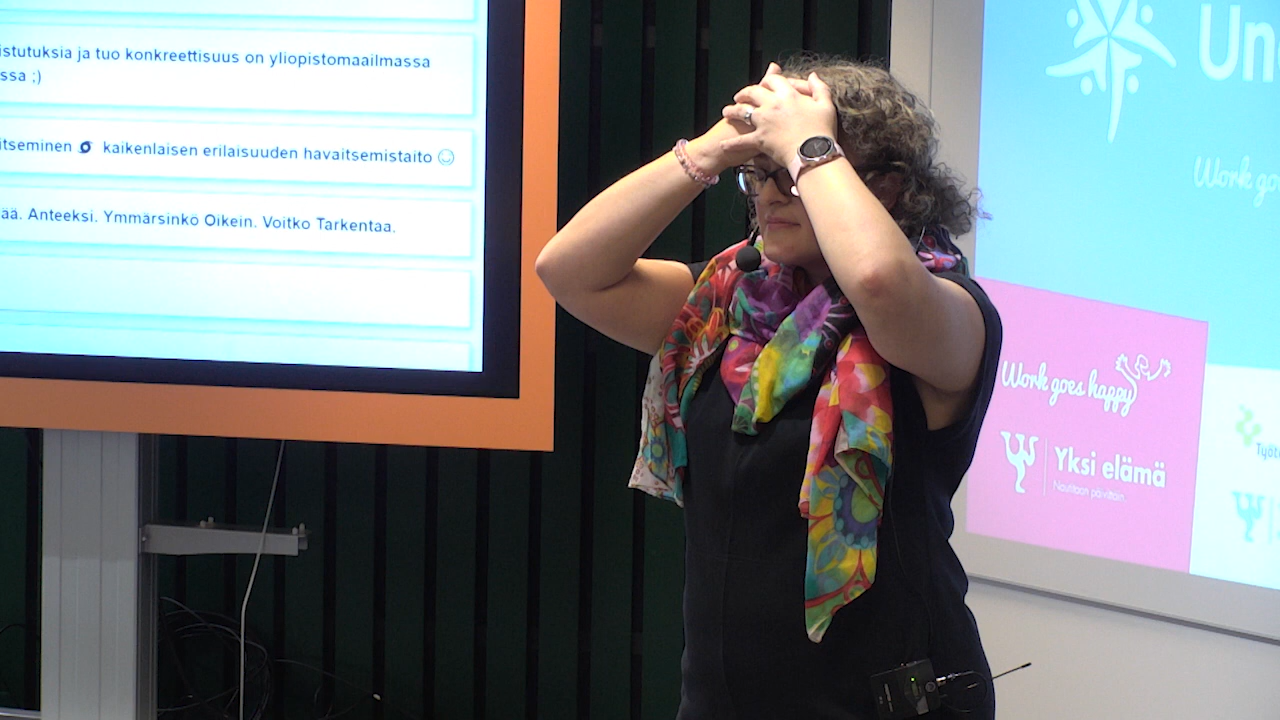 istutuksia ja tuo konkreettisuus on yliopistomaailmassa
ssa ;)
itseminen kaikenlaisen erilaisuuden havaitsemistaito ☺
ää. Anteeksi. Ymmärsinkö Oikein. Voitko Tarkentaa.
Un
Work go
Work goes happy
Yksi elämä
Nautitaan päivittäin
Työt